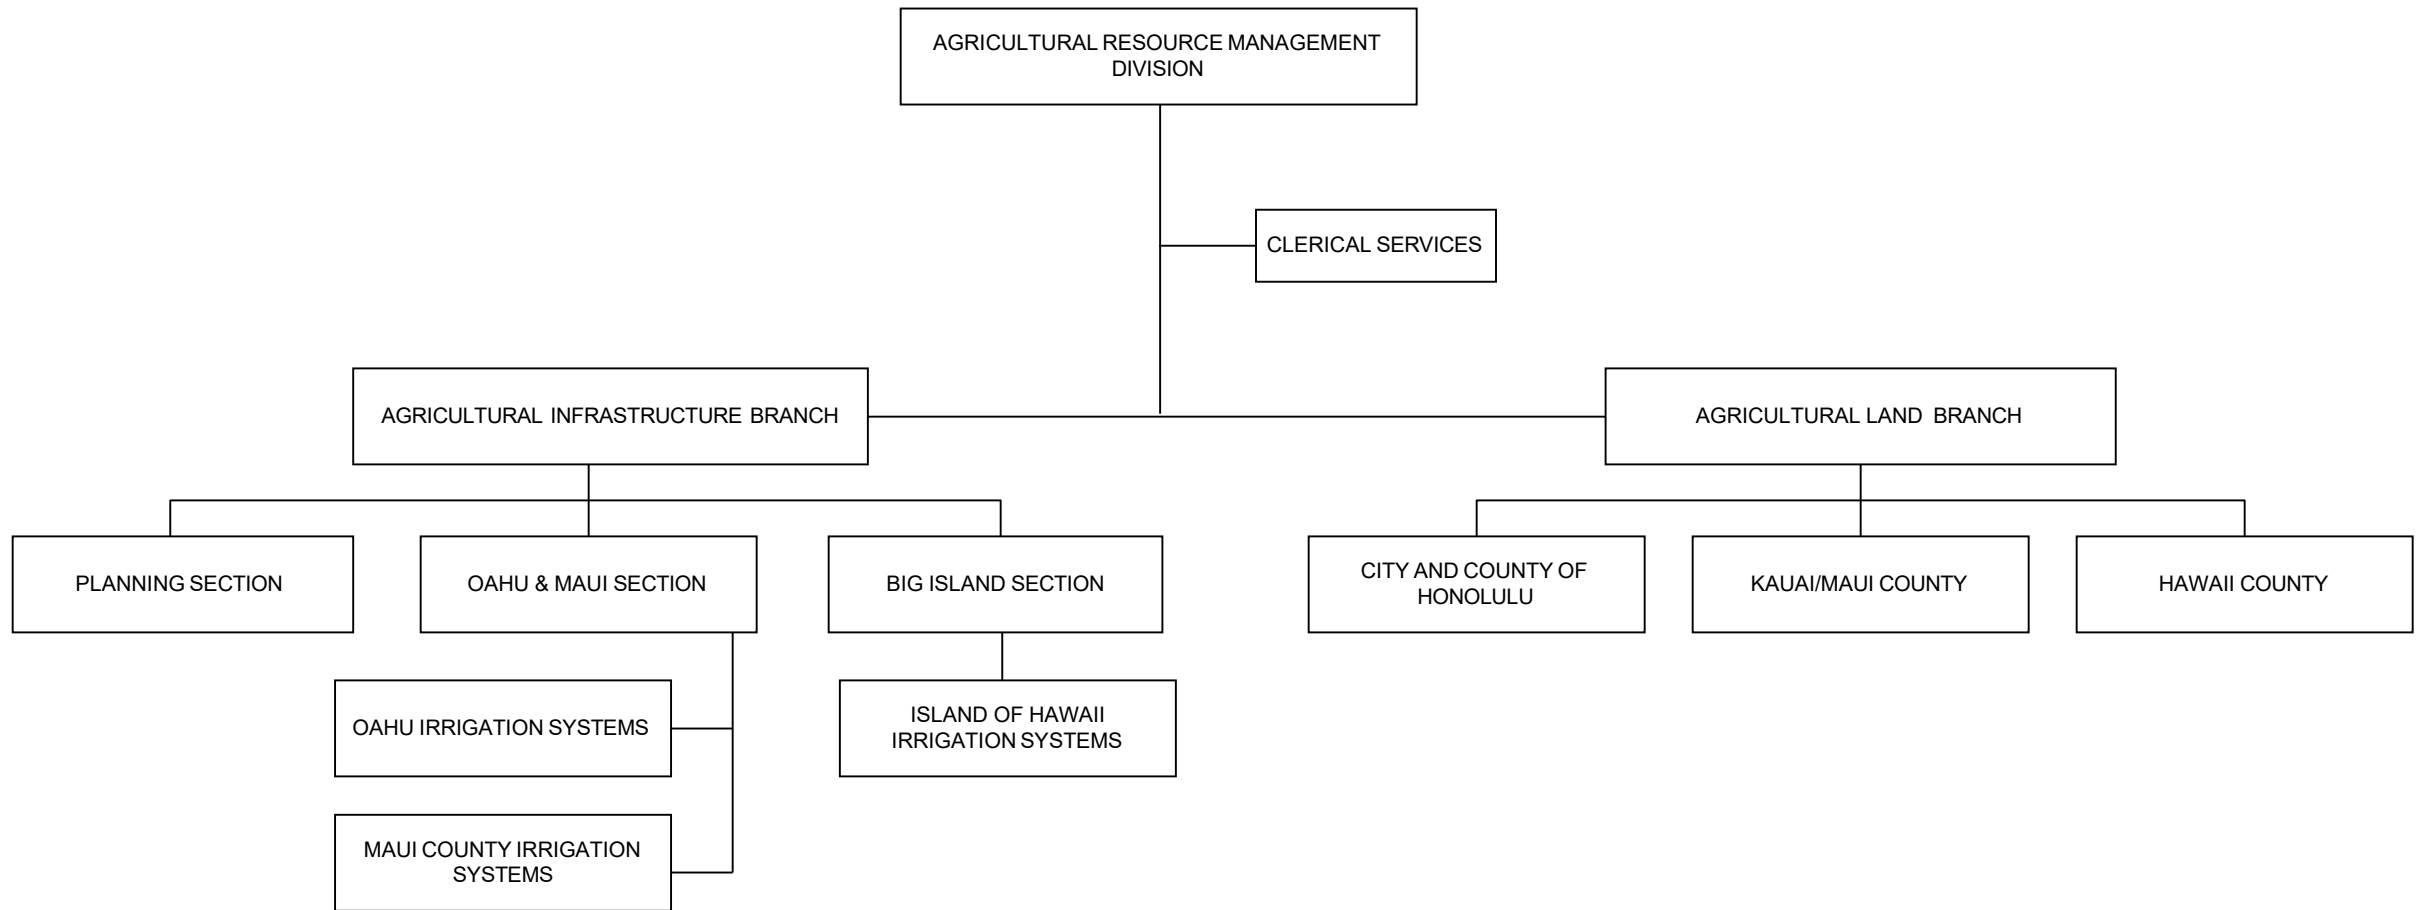 AGRICULTURAL RESOURCE MANAGEMENT
DIVISION
CLERICAL SERVICES
AGRICULTURAL INFRASTRUCTURE BRANCH
AGRICULTURAL LAND BRANCH
PLANNING SECTION
OAHU & MAUI SECTION
BIG ISLAND SECTION
CITY AND COUNTY OF
HONOLULU
KAUAI/MAUI COUNTY
HAWAII COUNTY
OAHU IRRIGATION SYSTEMS
ISLAND OF HAWAII
IRRIGATION SYSTEMS
MAUI COUNTY IRRIGATION
SYSTEMS